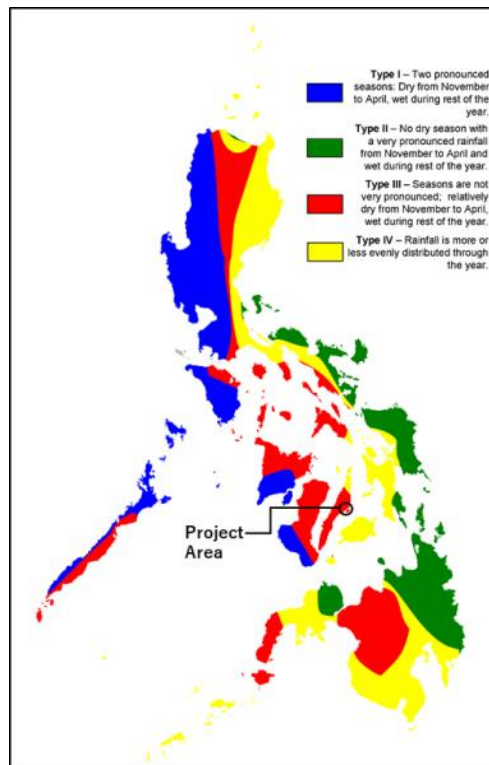 Type I – Two pronounced
seasons: Dry from November
to April, wet during rest of the
year.
Type II – No dry season with
a very pronounced rainfall
from November to April and
wet during rest of the year.
Type III – Seasons are not
very pronounced; relatively
dry from November to April,
wet during rest of the year.
Type IV – Rainfall is more or
less evenly distributed through
the year.
Project
Area